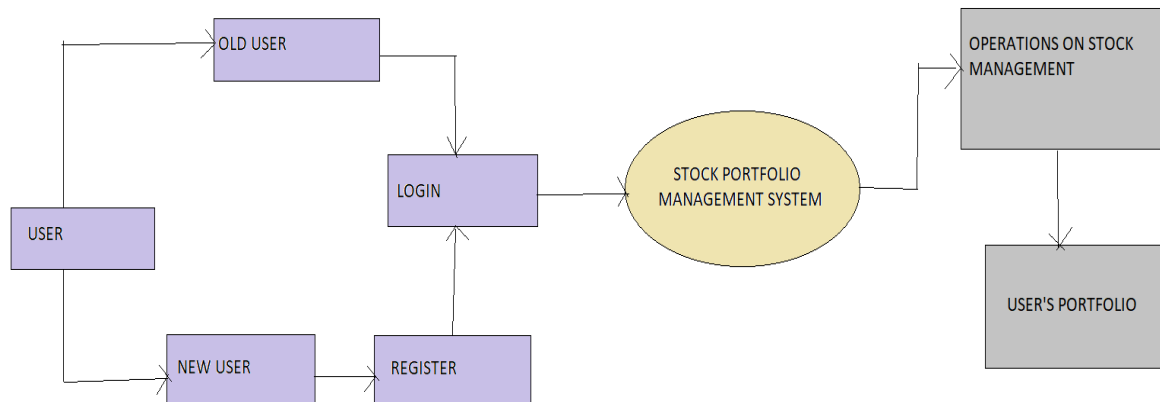 OLD USER
OPERATIONS ON STOCK
MANAGEMENT
LOGIN
STOCK PORTFOLIO
MANAGEMENT SYSTEM
USER
NEW USER
REGISTER
USER'S PORTFOLIO